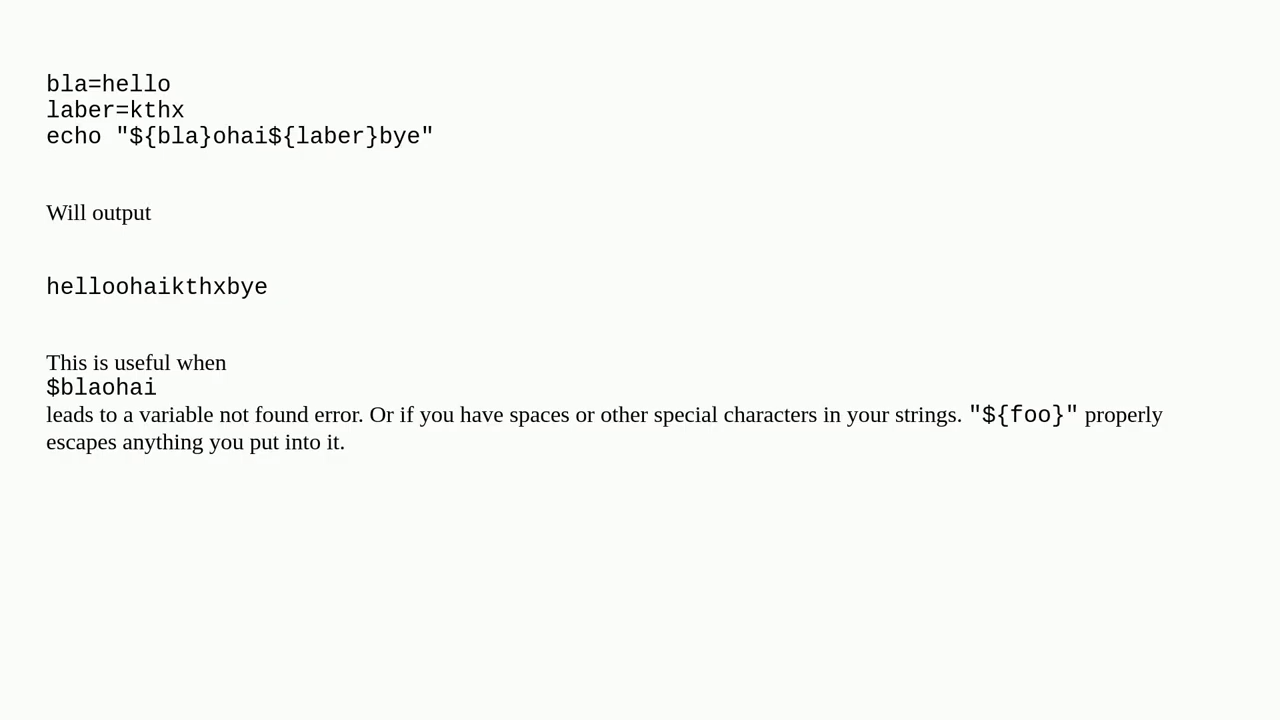 bla=hello
laber=kthx
echo "${bla}ohai${laber}bye"
Will output
helloohaikthxbye
This is useful when
$blaohai
leads to a variable not found error. Or if you have spaces or other special characters in your strings. "${foo}" properly
escapes anything you put into it.